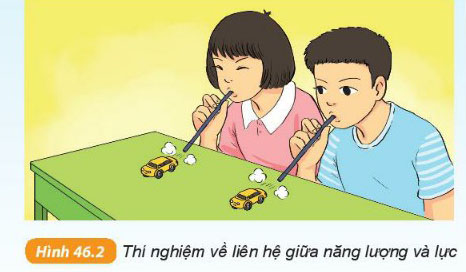 Hình 46.2 Thí nghiệm về liên hệ giữa năng lượng và lực